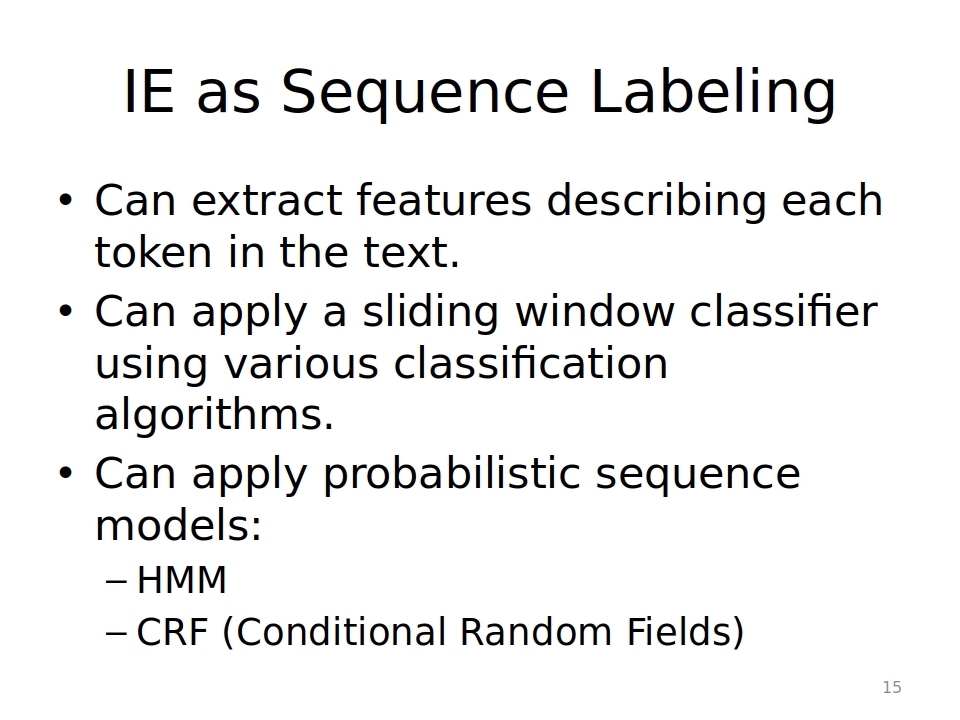 IE as Sequence Labeling
• Can extract features describing each
token in the text.
• Can apply a sliding window classifier
using various classification
algorithms.
• Can apply probabilistic sequence
models:
– HMM
– CRF (Conditional Random Fields)
15